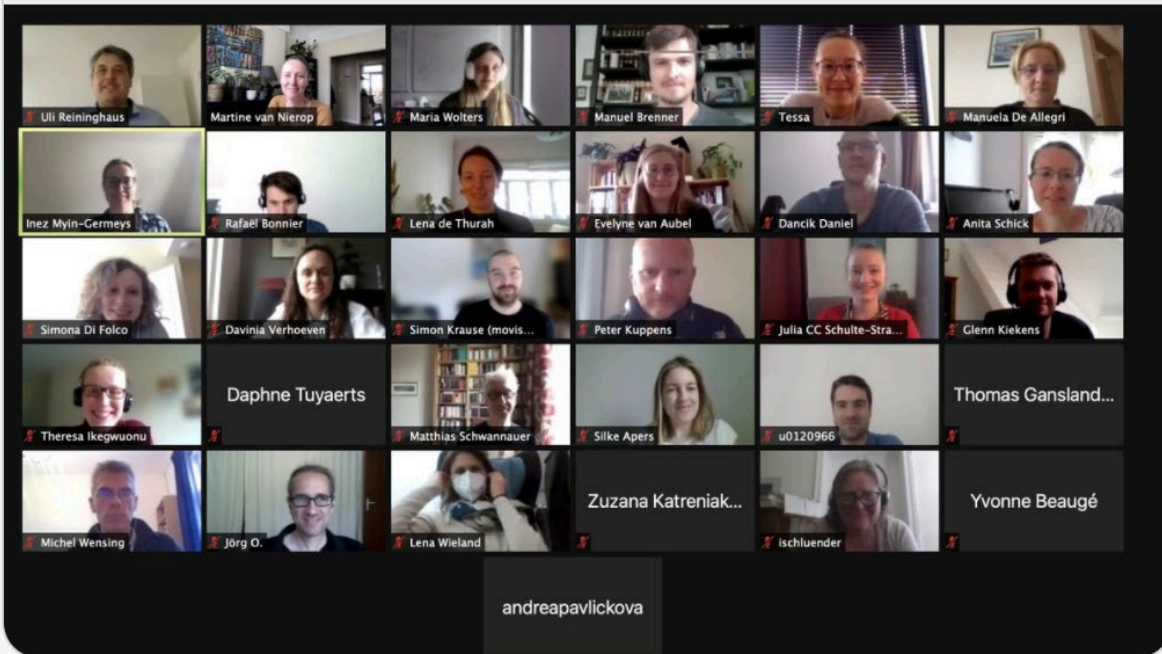 Uli Reininghaus
Martine van Nierop
Maria Wolters
Manuel Brenner
Tessa
Manuela De Allegri
Inez Myin-Germeys
Rafaël Bonnier
Lena de Thurah
Evelyne van Aubel
Dancik Daniel
Anita Schick
Simona Di Folco
Davinia Verhoeven
Simon Krause (movis...
Peter Kuppens
Julia CC Schulte-Stra...
Glenn Kiekens
Theresa Ikegwuonu
Daphne Tuyaerts
Matthias Schwannauer
Silke Apers
u0120966
Thomas Gansland...
Michel Wensing
Jörg O.
Lena Wieland
Zuzana Katreniak...
ischluender
Yvonne Beaugé
andreapavlickova